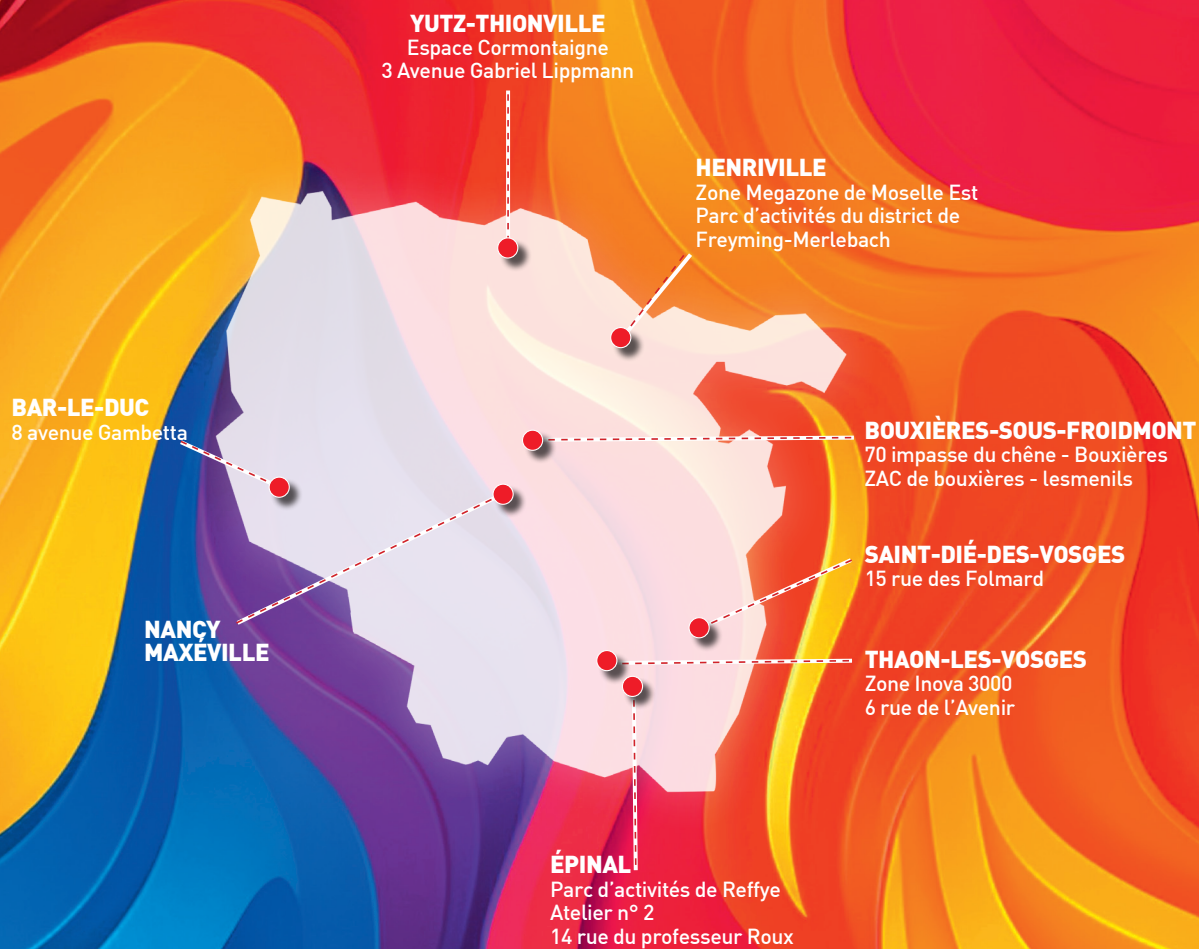 YUTZ-THIONVILLE
Espace Cormontaigne
3 Avenue Gabriel Lippmann
HENRIVILLE
Zone Megazone de Moselle Est
Parc d'activités du district de
Freyming-Merlebach
BAR-LE-DUC
8 avenue Gambetta
BOUXIÈRES-SOUS-FROIDMONT
70 impasse du chêne - Bouxières
ZAC de bouxières - lesmenils
SAINT-DIÉ-DES-VOSGES
15 rue des Folmard
NANCY
MAXÉVILLE
THAON-LES-VOSGES
Zone Inova 3000
6 rue de l'Avenir
ÉPINAL
Parc d'activités de Reffye
Atelier n° 2
14 rue du professeur Roux